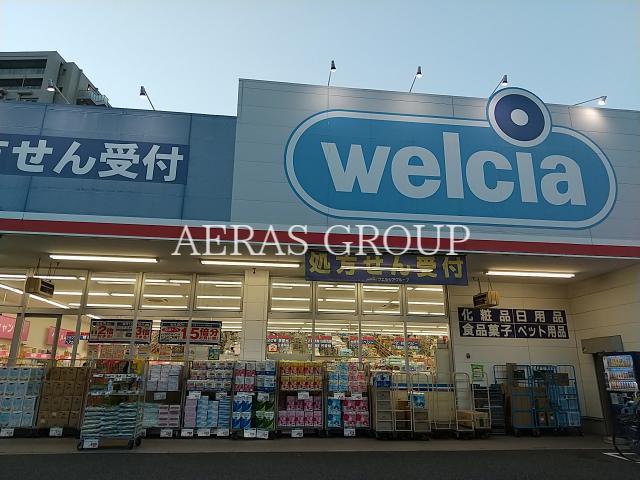 welcia
方せん受付
AERAS GROUP
処方せん受付
化粧品日用品
食品菓子ペット用品